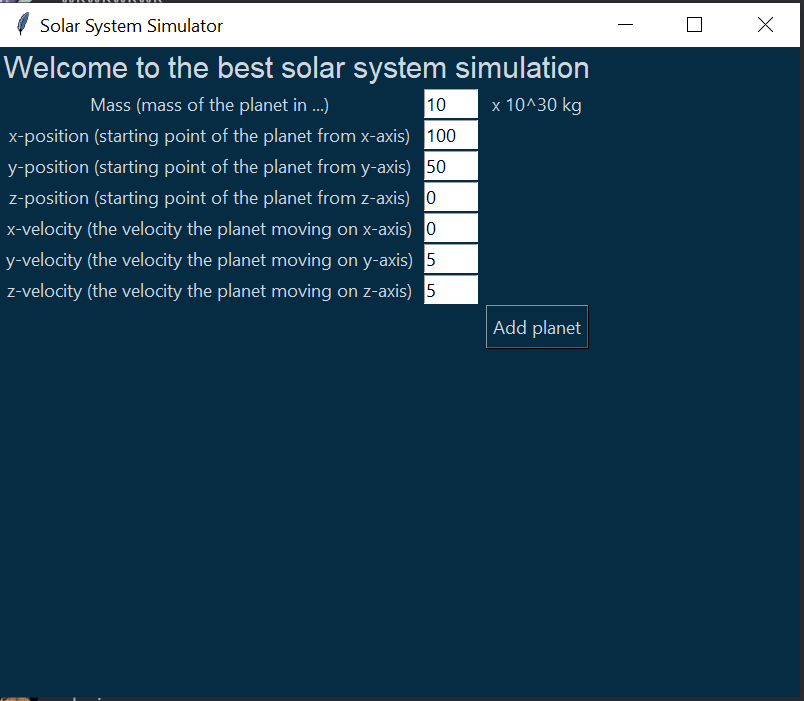 Solar System Simulator
Welcome to the best solar system simulation
Mass (mass of the planet in ...) 10 x 10^30 kg
x-position (starting point of the planet from x-axis) 100
y-position (starting point of the planet from y-axis) 50
z-position (starting point of the planet from z-axis) 0
x-velocity (the velocity the planet moving on x-axis) 0
y-velocity (the velocity the planet moving on y-axis) 5
z-velocity (the velocity the planet moving on z-axis) 5
Add planet